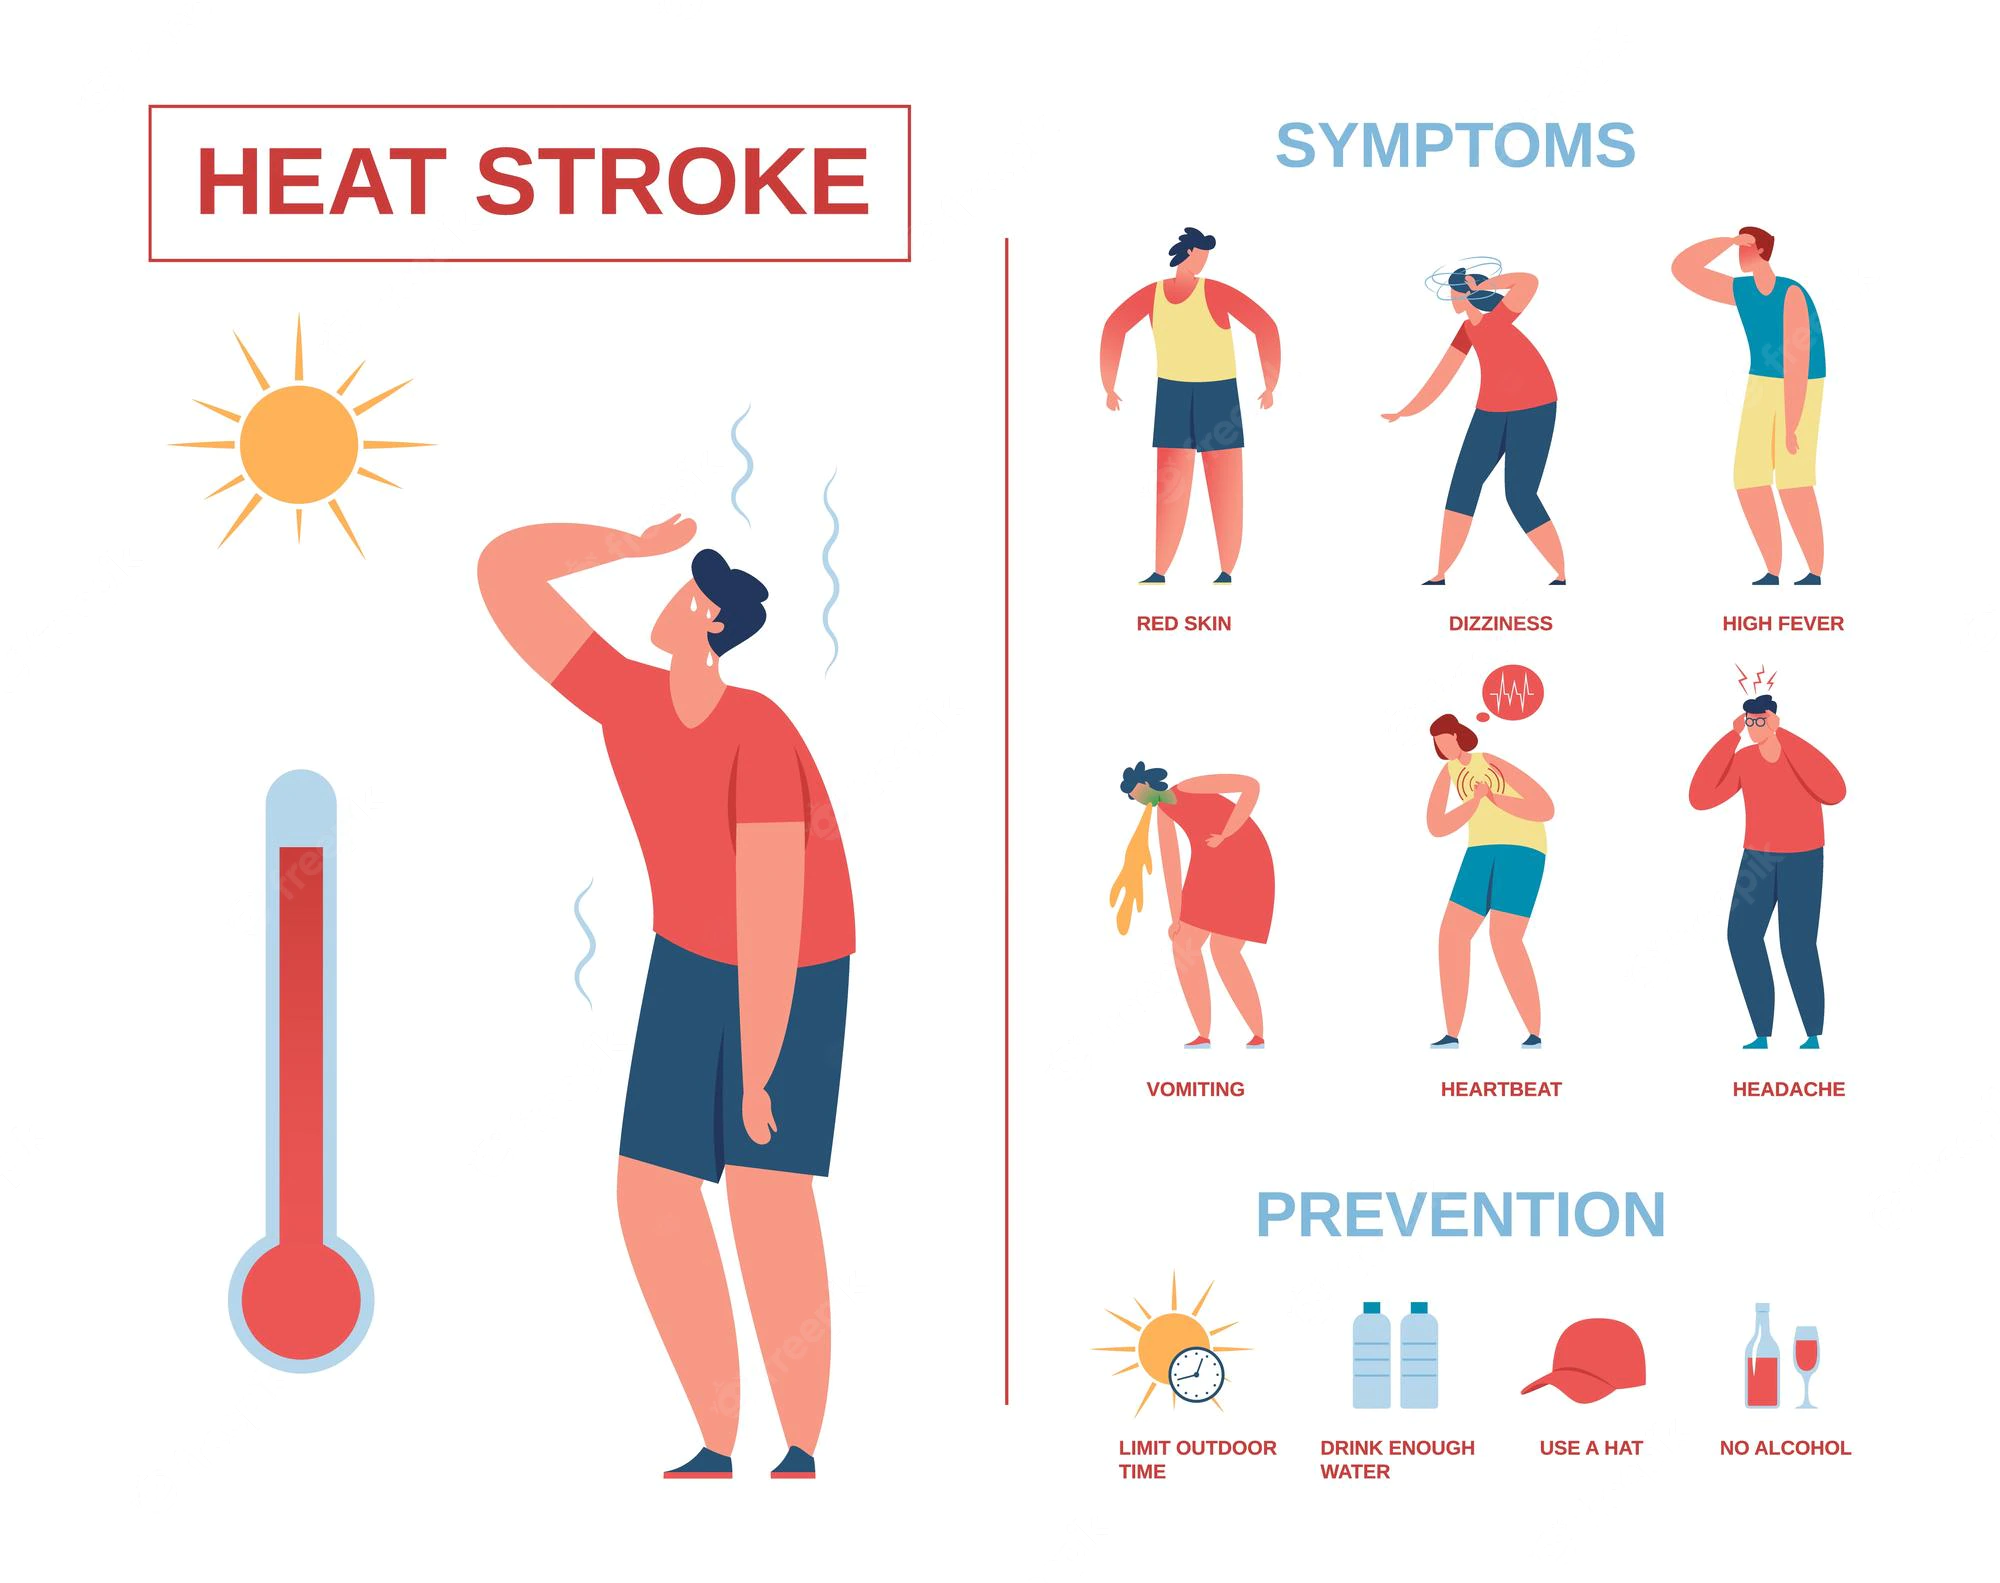 HEAT STROKE
SYMPTOMS
RED SKIN
DIZZINESS
HIGH FEVER
VOMITING
HEARTBEAT
HEADACHE
PREVENTION
LIMIT OUTDOOR
TIME
DRINK ENOUGH
WATER
USE A HAT
NO ALCOHOL